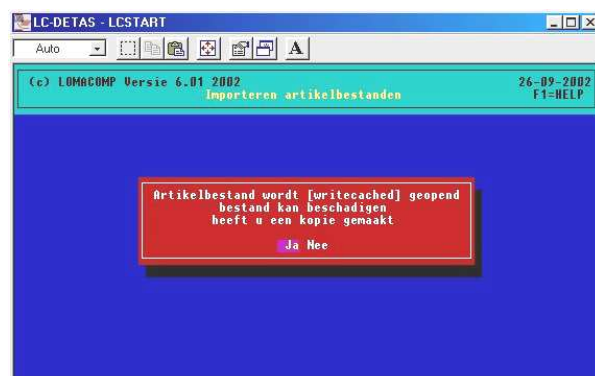 LC-DETAS - LCSTART
Auto A
(c) LOMACOMP Versie 6.01 2002 26-09-2002
Importeren artikelbestanden F1=HELP
Artikelbestand wordt [writecached] geopend
bestand kan beschadigen
heeft u een kopie gemaakt
Ja Nee